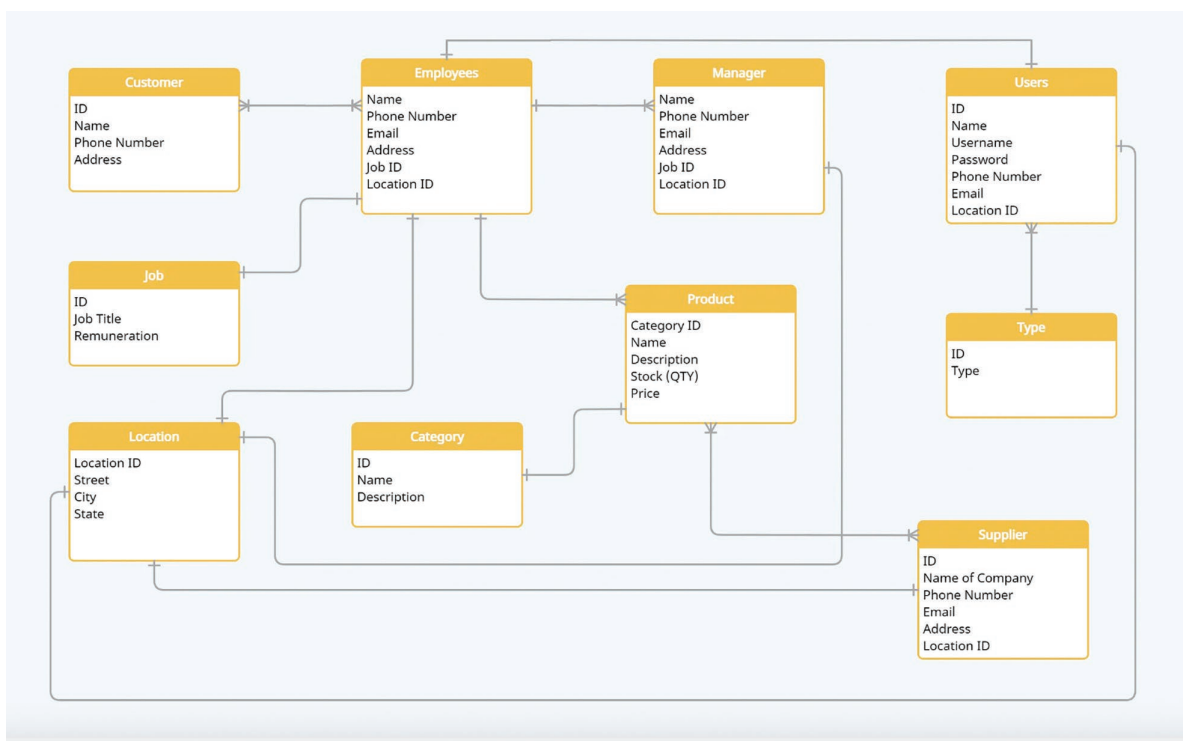 Customer
ID
Name
Phone Number
Address
Employees
Name
Phone Number
Email
Address
Job ID
Location ID
Manager
Name
Phone Number
Email
Address
Job ID
Location ID
Users
ID
Name
Username
Password
Phone Number
Email
Location ID
Job
ID
Job Title
Remuneration
Product
Category ID
Name
Description
Stock (QTY)
Price
Type
ID
Type
Location
Location ID
Street
City
State
Category
ID
Name
Description
Supplier
ID
Name of Company
Phone Number
Email
Address
Location ID